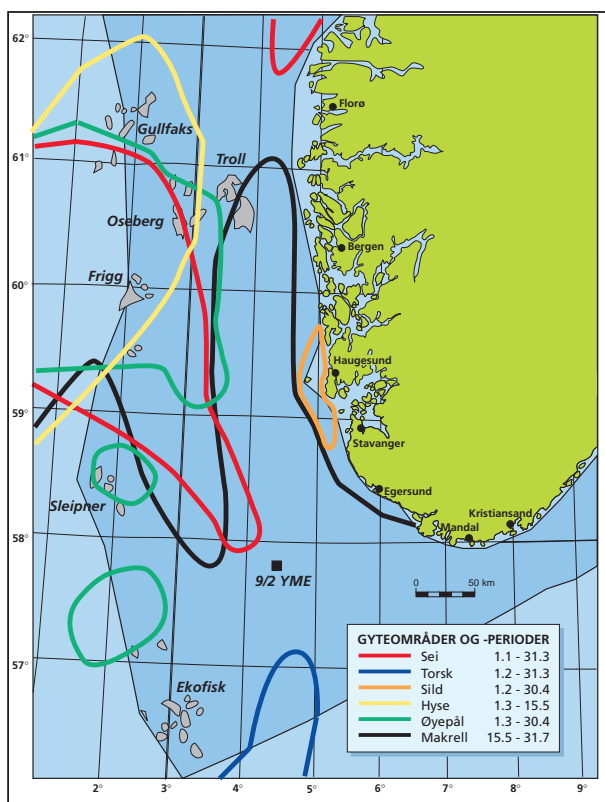 62°
Florø
Gullfaks
61°
Troll
Oseberg
Bergen
Frigg
60°
Haugesund
59°
Stavanger
Sleipner
Egersund
Kristiansand
Mandal
58°
9/2 YME
0 50 km
57°
Ekofisk
GYTEOMRÅDER OG -PERIODER
Sei 1.1 - 31.3
Torsk 1.2 - 31.3
Sild 1.2 - 30.4
Hyse 1.3 - 15.5
Øyepål 1.3 - 30.4
Makrell 15.5 - 31.7
2° 3° 4° 5° 6° 7° 8° 9°